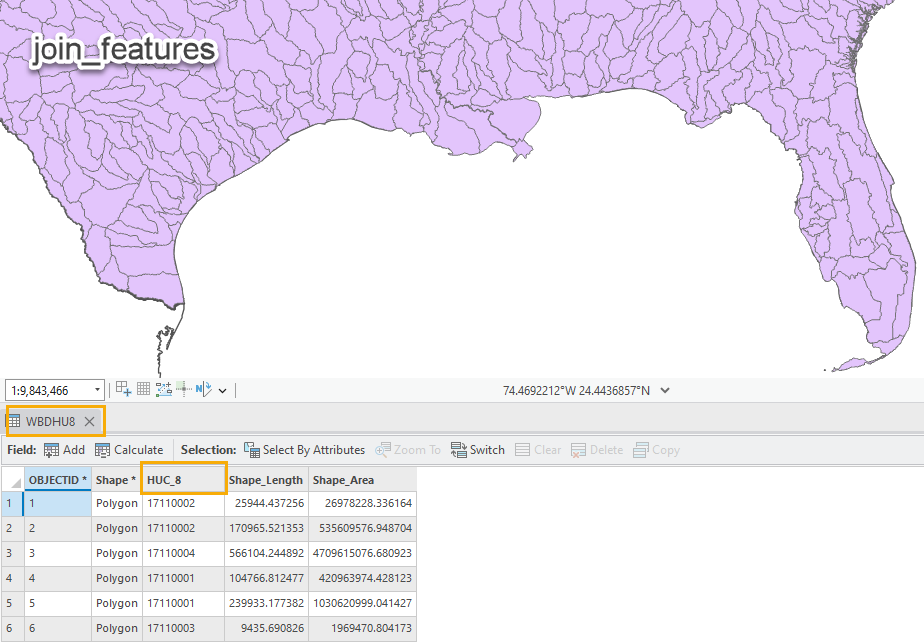 join_features
1:9,843,466 74.4692212°W 24.4436857°N
WBDHU8
Field: Add Calculate Selection: Select By Attributes Zoom To Switch Clear Delete Copy
OBJECTID * Shape * HUC_8 Shape_Length Shape_Area
1 1 Polygon 17110002 25944.437256 26978228.336164
2 2 Polygon 17110002 170965.521353 535609576.948704
3 3 Polygon 17110004 566104.244892 4709615076.680923
4 4 Polygon 17110001 104766.812477 420963974.428123
5 5 Polygon 17110001 239933.177382 1030620999.041427
6 6 Polygon 17110003 9435.690826 1969470.804173